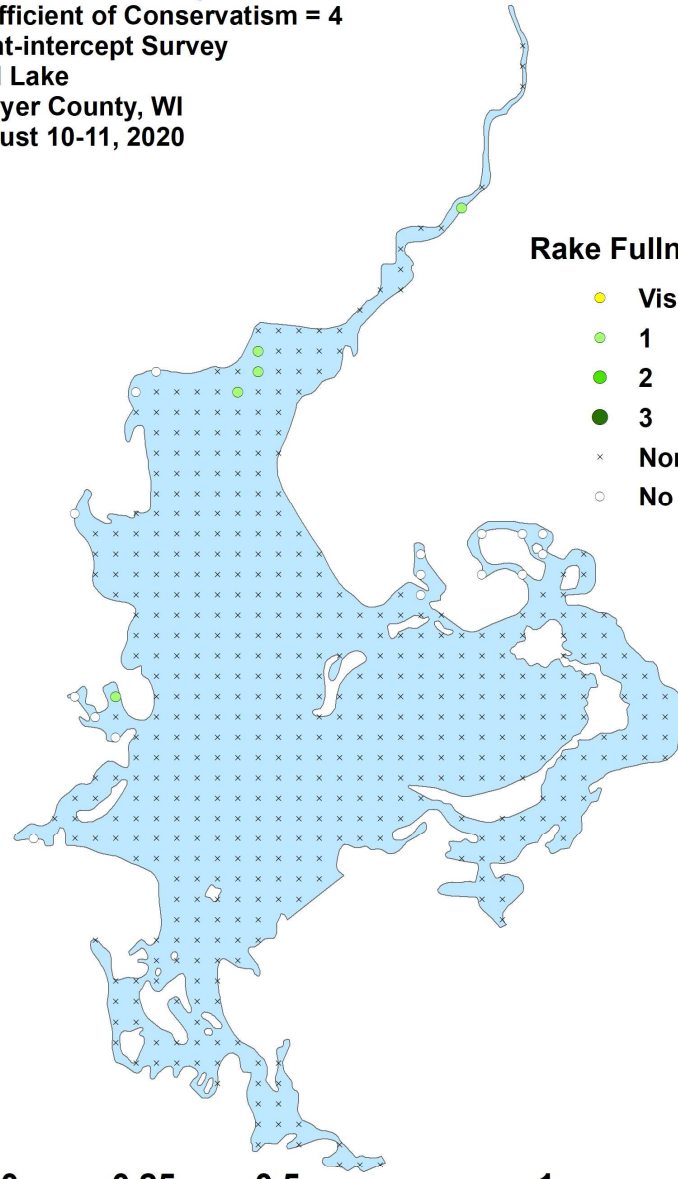 fficient of Conservatism = 4
nt-intercept Survey
Lake
yer County, WI
ust 10-11, 2020
Rake Fulln
Vis
1
2
3
Nor
No
0.25 0.5 1